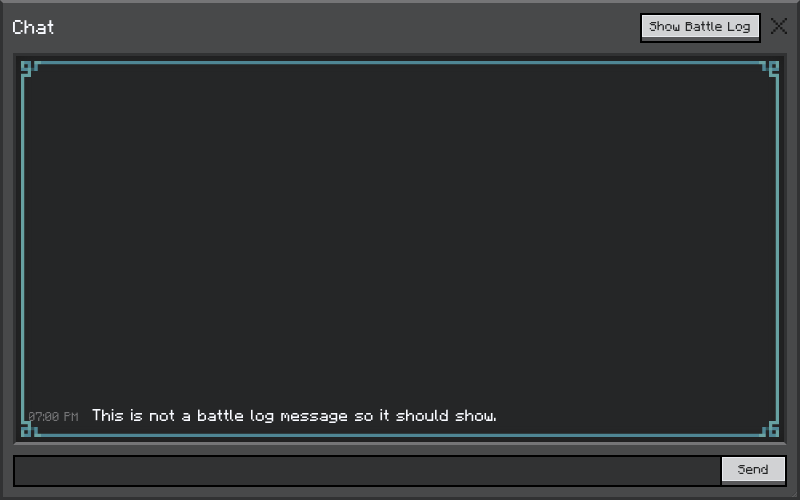 Chat
Show Battle Log
07:00 PM This is not a battle log message so it should show.
Send